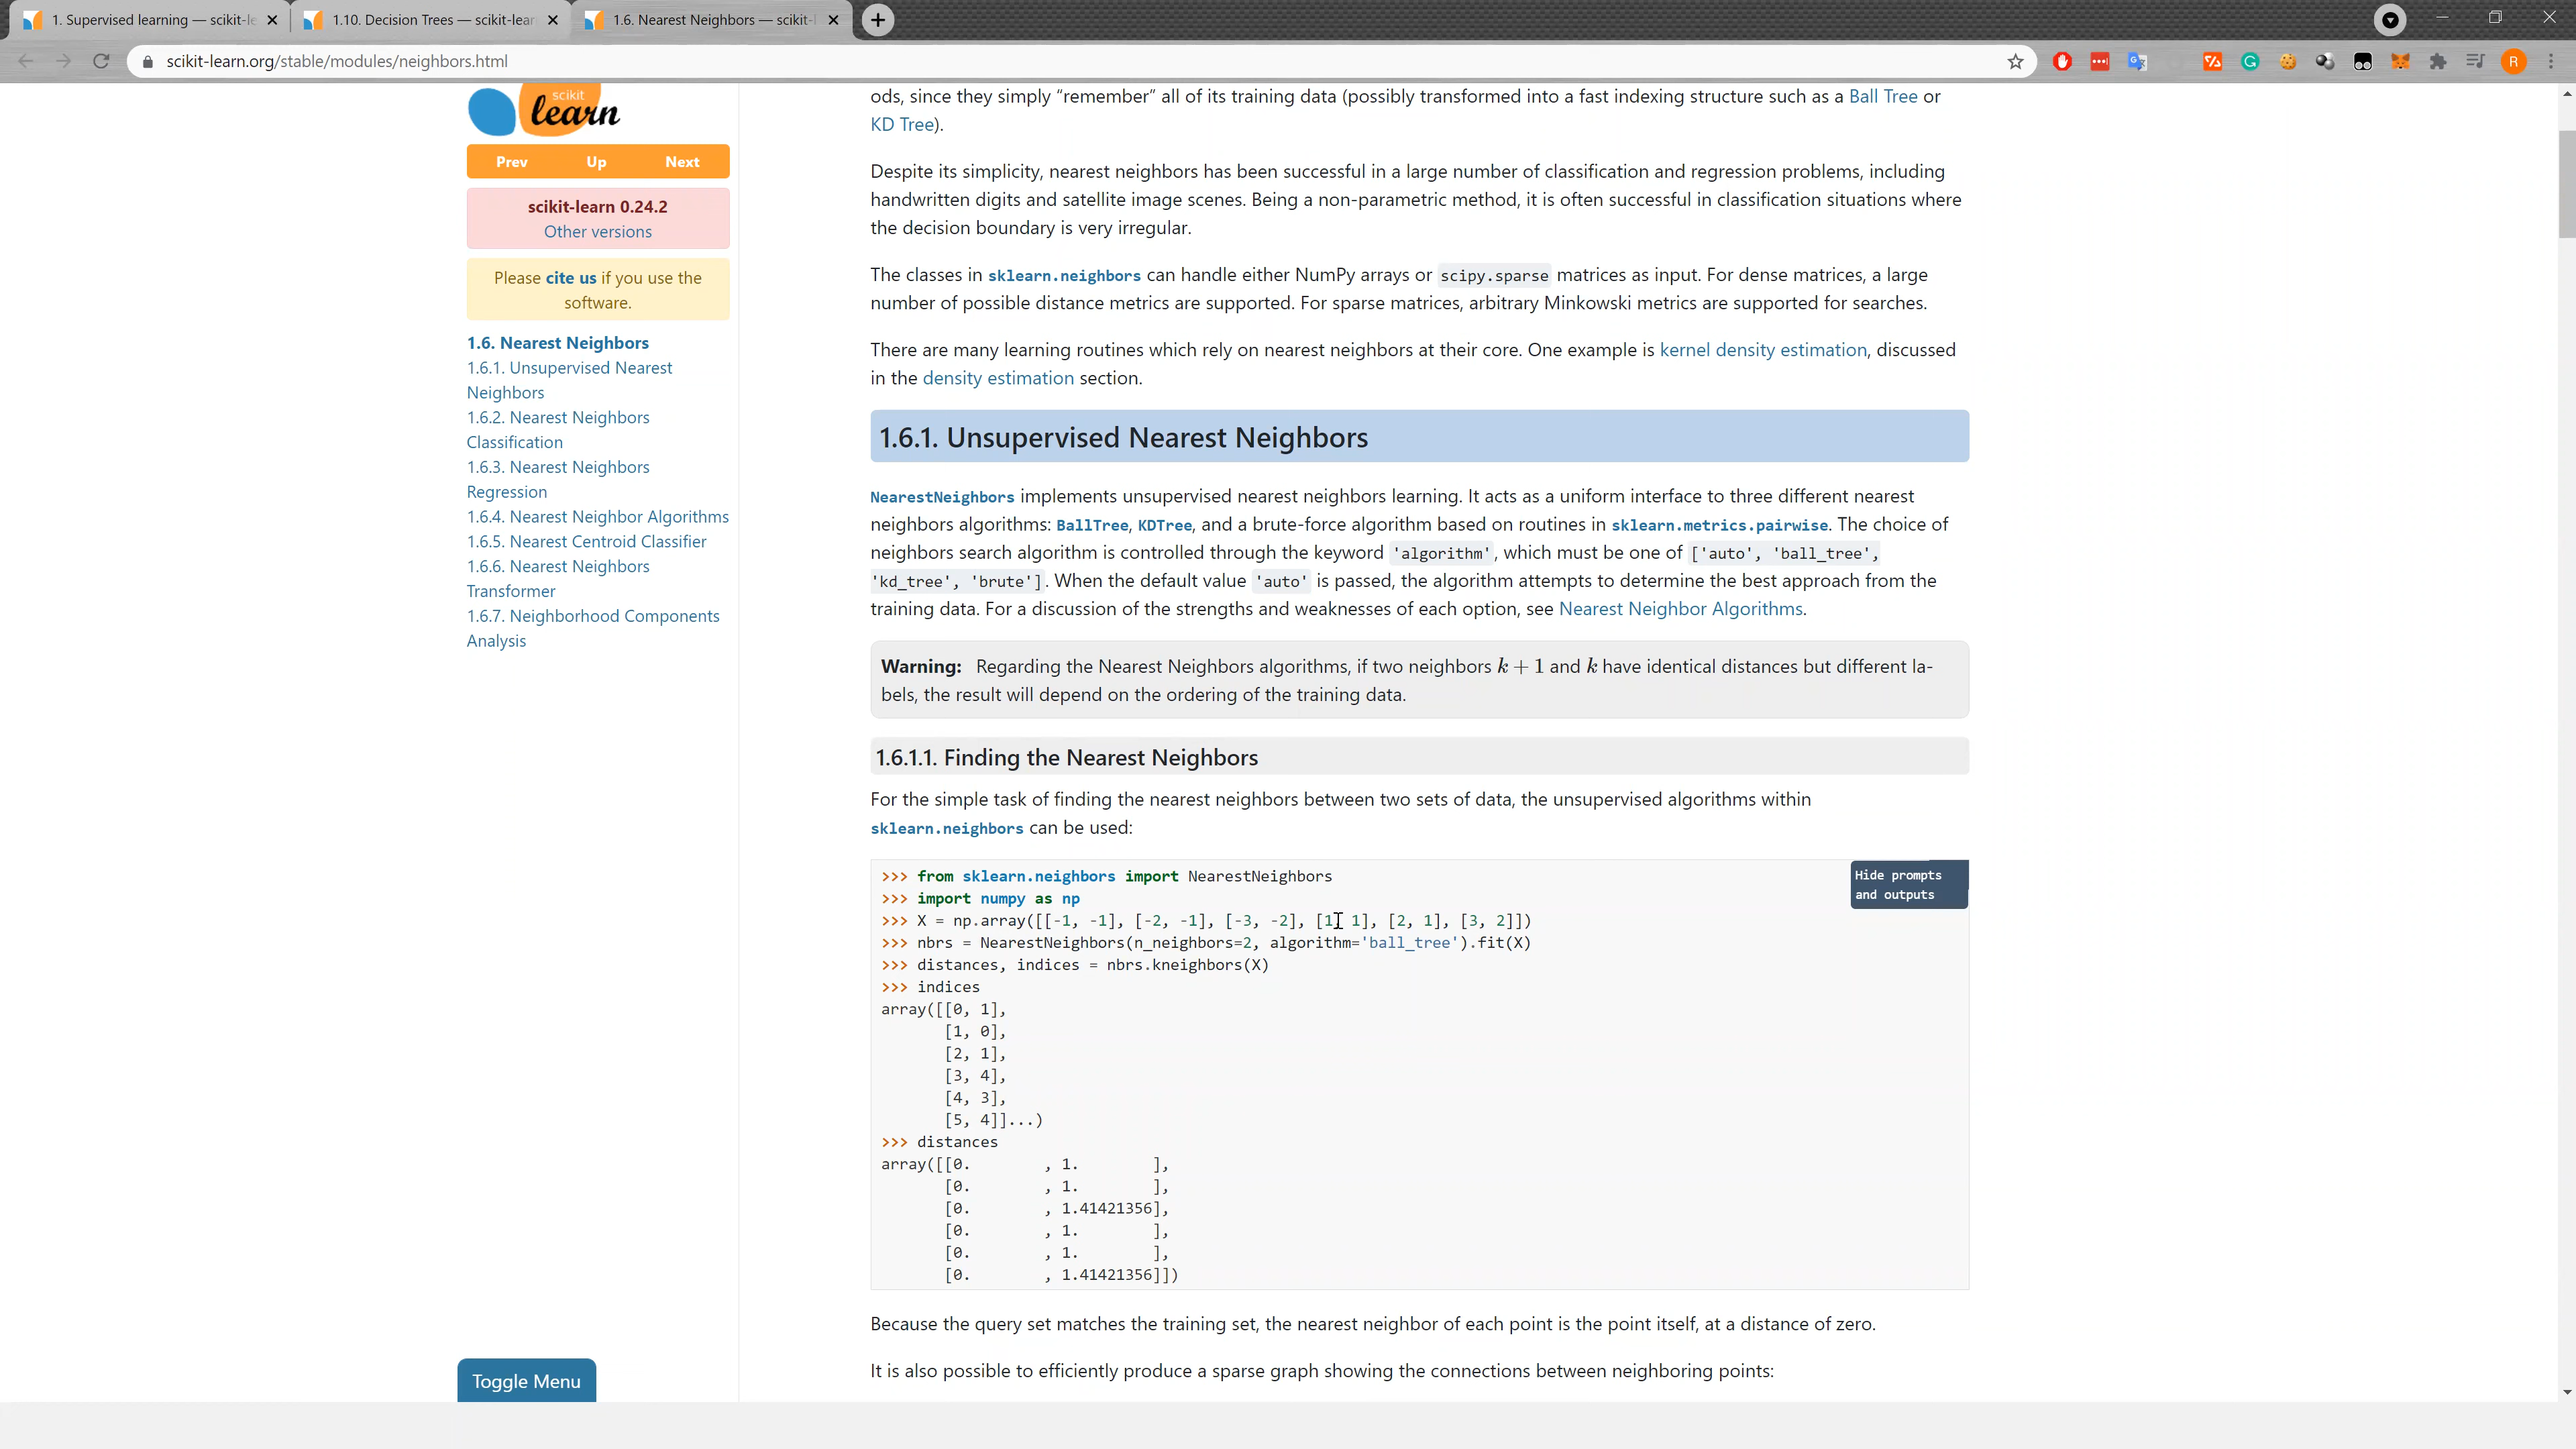 1. Supervised learning — scikit-le
1.10. Decision Trees — scikit-lear
1.6. Nearest Neighbors — scikit-l
scikit-learn.org/stable/modules/neighbors.html
R
scikit
learn
Prev Up Next
scikit-learn 0.24.2
Other versions
Please cite us if you use the
software.
1.6. Nearest Neighbors
1.6.1. Unsupervised Nearest
Neighbors
1.6.2. Nearest Neighbors
Classification
1.6.3. Nearest Neighbors
Regression
1.6.4. Nearest Neighbor Algorithms
1.6.5. Nearest Centroid Classifier
1.6.6. Nearest Neighbors
Transformer
1.6.7. Neighborhood Components
Analysis
Toggle Menu
ods, since they simply “remember” all of its training data (possibly transformed into a fast indexing structure such as a Ball Tree or
KD Tree).
Despite its simplicity, nearest neighbors has been successful in a large number of classification and regression problems, including
handwritten digits and satellite image scenes. Being a non-parametric method, it is often successful in classification situations where
the decision boundary is very irregular.
The classes in sklearn.neighbors can handle either NumPy arrays or scipy.sparse matrices as input. For dense matrices, a large
number of possible distance metrics are supported. For sparse matrices, arbitrary Minkowski metrics are supported for searches.
There are many learning routines which rely on nearest neighbors at their core. One example is kernel density estimation, discussed
in the density estimation section.
1.6.1. Unsupervised Nearest Neighbors
NearestNeighbors implements unsupervised nearest neighbors learning. It acts as a uniform interface to three different nearest
neighbors algorithms: BallTree, KDTree, and a brute-force algorithm based on routines in sklearn.metrics.pairwise. The choice of
neighbors search algorithm is controlled through the keyword 'algorithm', which must be one of ['auto', 'ball_tree',
'kd_tree', 'brute']. When the default value 'auto' is passed, the algorithm attempts to determine the best approach from the
training data. For a discussion of the strengths and weaknesses of each option, see Nearest Neighbor Algorithms.
Warning: Regarding the Nearest Neighbors algorithms, if two neighbors k + 1 and k have identical distances but different la-
bels, the result will depend on the ordering of the training data.
1.6.1.1. Finding the Nearest Neighbors
For the simple task of finding the nearest neighbors between two sets of data, the unsupervised algorithms within
sklearn.neighbors can be used:
Hide prompts
and outputs
>>> from sklearn.neighbors import NearestNeighbors
>>> import numpy as np
>>> X = np.array([[-1, -1], [-2, -1], [-3, -2], [1, 1], [2, 1], [3, 2]])
>>> nbrs = NearestNeighbors(n_neighbors=2, algorithm='ball_tree').fit(X)
>>> distances, indices = nbrs.kneighbors(X)
>>> indices
array([[0, 1],
[1, 0],
[2, 1],
[3, 4],
[4, 3],
[5, 4]]...)
>>> distances
array([[0. , 1. ],
[0. , 1. ],
[0. , 1.41421356],
[0. , 1. ],
[0. , 1. ],
[0. , 1.41421356]])
Because the query set matches the training set, the nearest neighbor of each point is the point itself, at a distance of zero.
It is also possible to efficiently produce a sparse graph showing the connections between neighboring points: